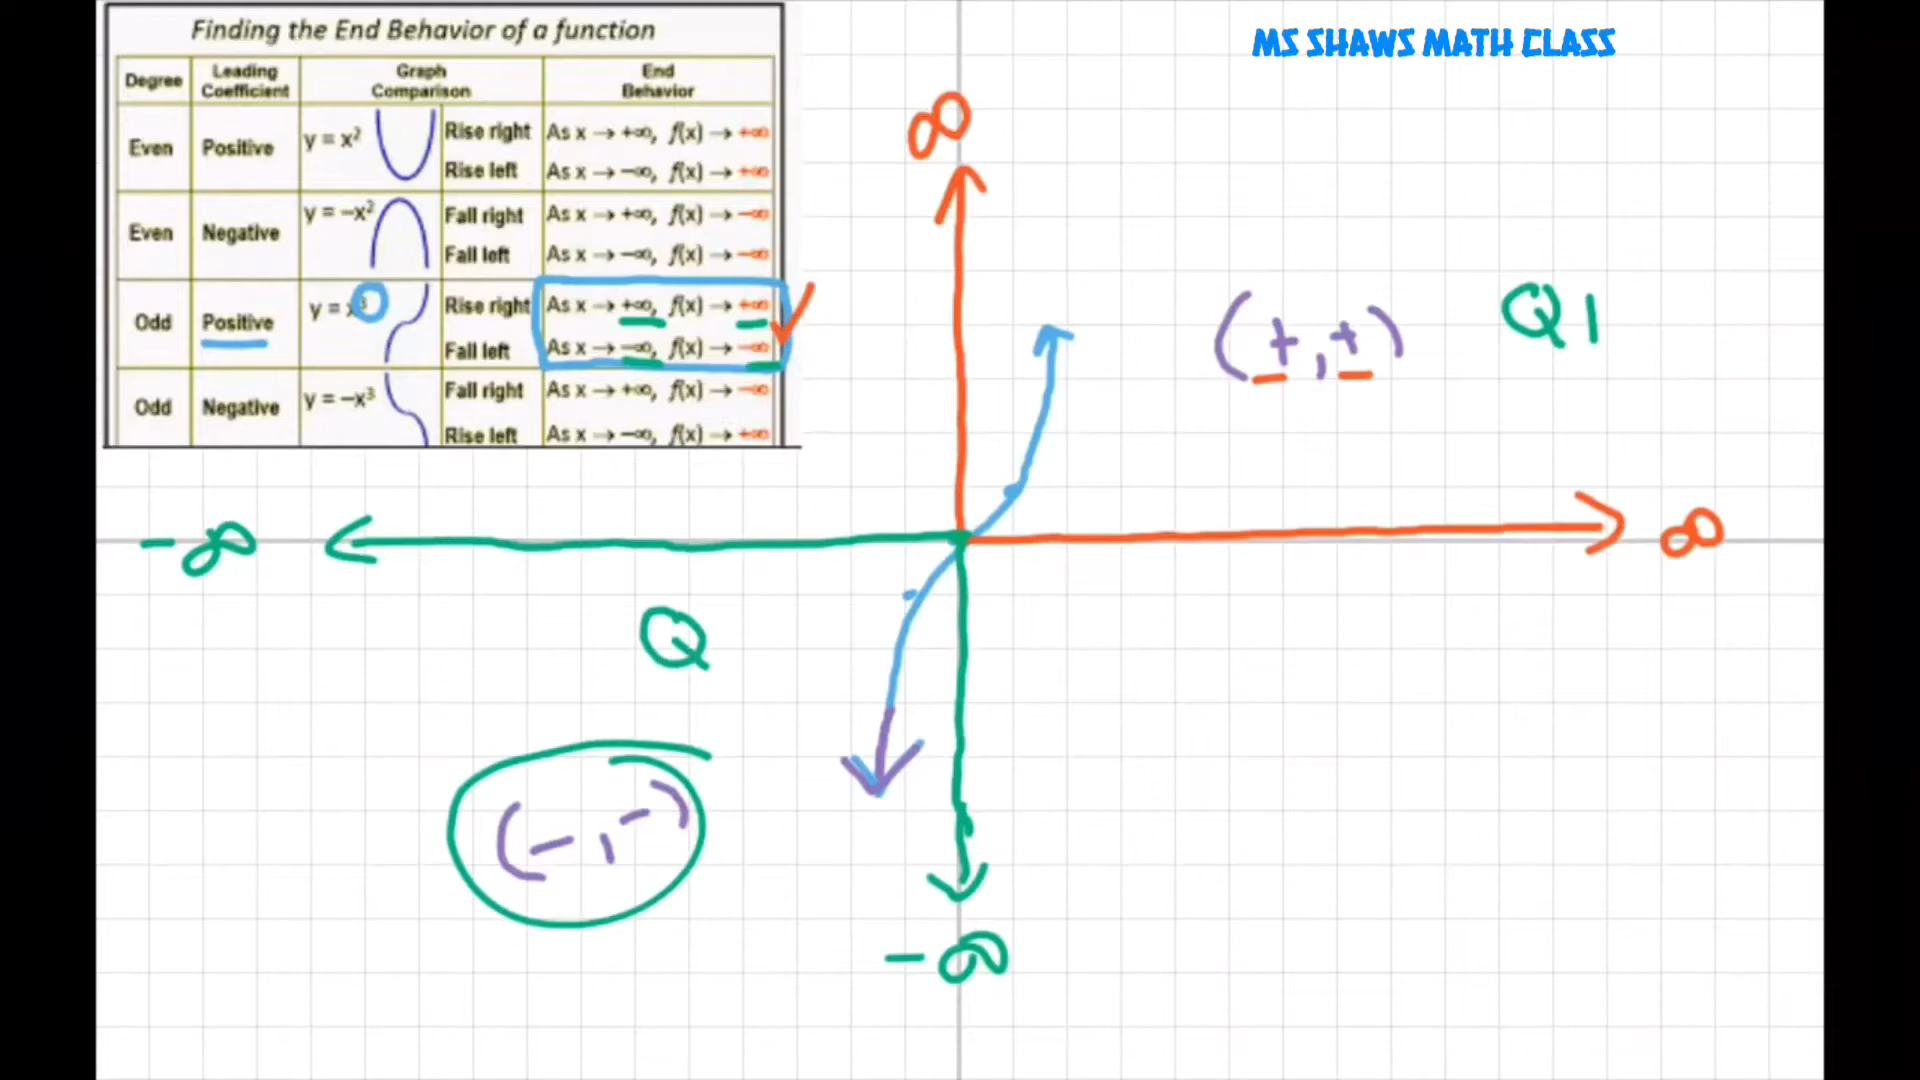 Finding the End Behavior of a function
MS SHAWS MATH CLASS
Degree Leading Coefficient Graph Comparison End Behavior
Even Positive y = x² Rise right As x → +∞, f(x) → +∞
Rise left As x → −∞, f(x) → +∞
Even Negative y = −x² Fall right As x → +∞, f(x) → −∞
Fall left As x → −∞, f(x) → −∞
Odd Positive y = x³ Rise right As x → +∞, f(x) → +∞
Fall left As x → −∞, f(x) → −∞
Odd Negative y = −x³ Fall right As x → +∞, f(x) → −∞
Rise left As x → −∞, f(x) → +∞
∞
(+,+) Q1
-∞ ∞
Q
(-,-)
-∞